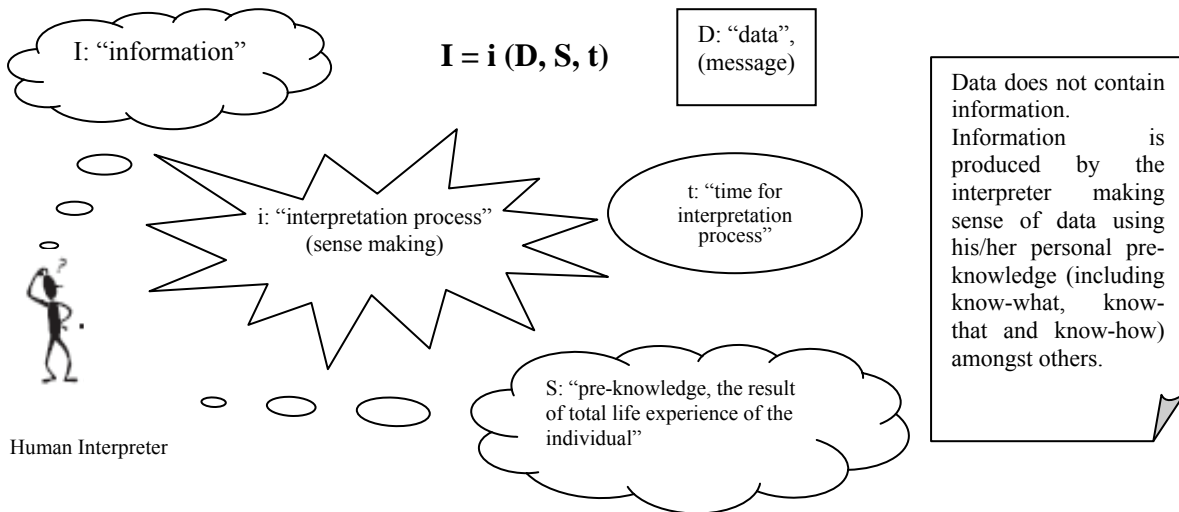 I: “information”
I = i (D, S, t)
D: “data”,
(message)
i: “interpretation process”
(sense making)
t: “time for
interpretation
process”
Data does not contain
information.
Information is
produced by the
interpreter making
sense of data using
his/her personal pre-
knowledge (including
know-what, know-
that and know-how)
amongst others.
?
S: “pre-knowledge, the result
of total life experience of the
individual”
Human Interpreter